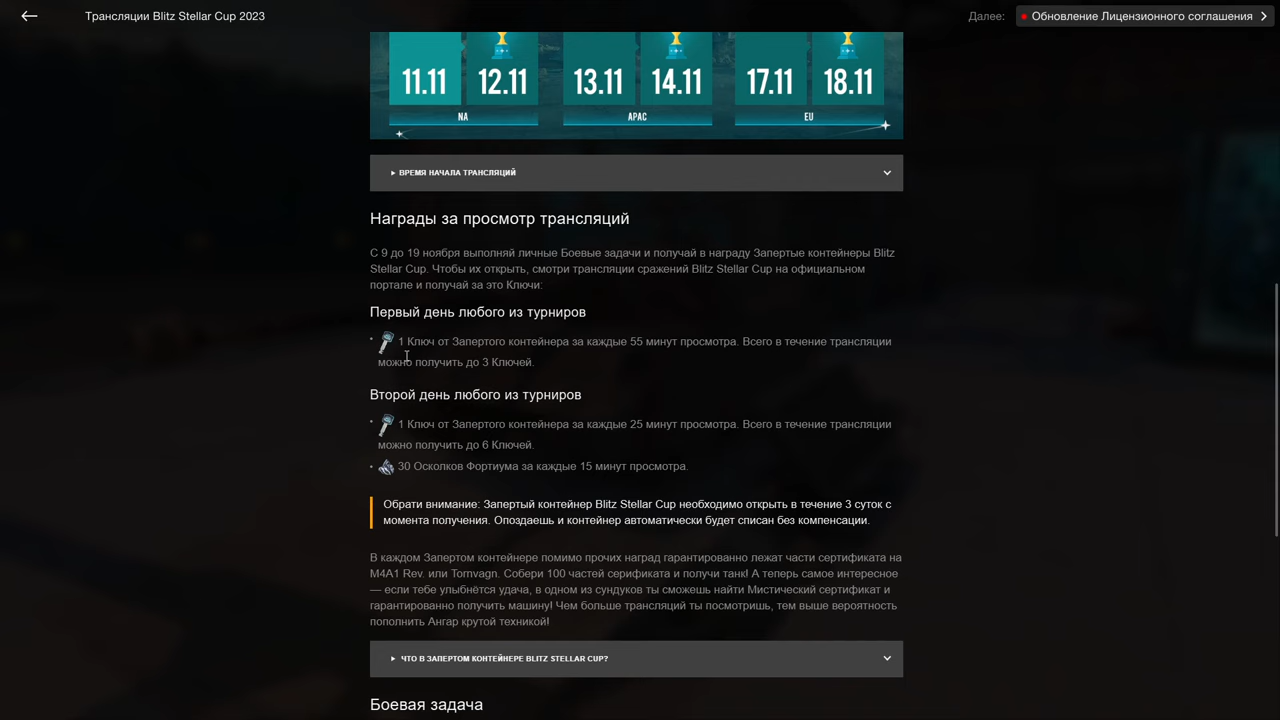 Трансляции Blitz Stellar Cup 2023
Далее:
Обновление Лицензионного соглашения
11.11 12.11 13.11 14.11 17.11 18.11
NA APAC EU
ВРЕМЯ НАЧАЛА ТРАНСЛЯЦИЙ
Награды за просмотр трансляций
С 9 до 19 ноября выполняй личные Боевые задачи и получай в награду Запертые контейнеры Blitz
Stellar Cup. Чтобы их открыть, смотри трансляции сражений Blitz Stellar Cup на официальном
портале и получай за это Ключи:
Первый день любого из турниров
1 Ключ от Запертого контейнера за каждые 55 минут просмотра. Всего в течение трансляции
можно получить до 3 Ключей.
Второй день любого из турниров
1 Ключ от Запертого контейнера за каждые 25 минут просмотра. Всего в течение трансляции
можно получить до 6 Ключей.
30 Осколков Фортиума за каждые 15 минут просмотра.
Обрати внимание: Запертый контейнер Blitz Stellar Cup необходимо открыть в течение 3 суток с
момента получения. Опоздаешь и контейнер автоматически будет списан без компенсации.
В каждом Запертом контейнере помимо прочих наград гарантированно лежат части сертификата на
M4A1 Rev. или Tornvagn. Собери 100 частей серификата и получи танк! А теперь самое интересное
— если тебе улыбнётся удача, в одном из сундуков ты сможешь найти Мистический сертификат и
гарантированно получить машину! Чем больше трансляций ты посмотришь, тем выше вероятность
пополнить Ангар крутой техникой!
ЧТО В ЗАПЕРТОМ КОНТЕЙНЕРЕ BLITZ STELLAR CUP?
Боевая задача